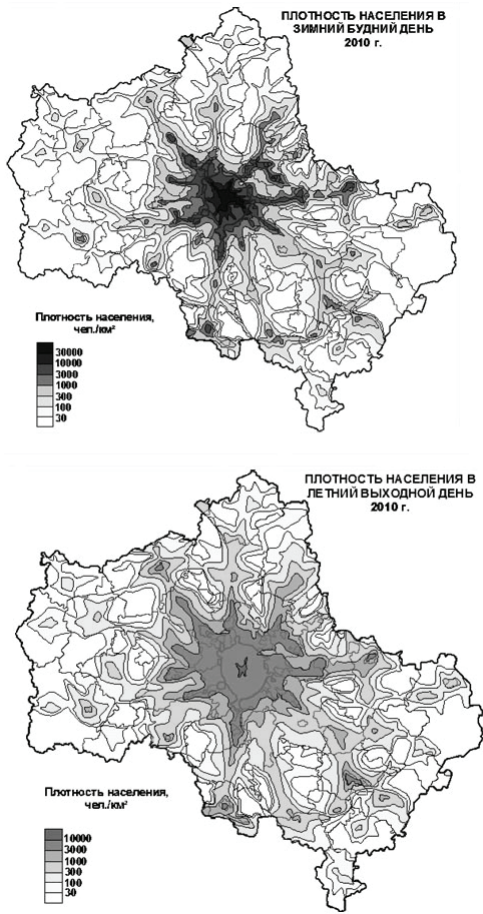 ПЛОТНОСТЬ НАСЕЛЕНИЯ В
ЗИМНИЙ БУДНИЙ ДЕНЬ
2010 г.
Плотность населения,
чел./км²
30000
10000
3000
1000
300
100
30
ПЛОТНОСТЬ НАСЕЛЕНИЯ В
ЛЕТНИЙ ВЫХОДНОЙ ДЕНЬ
2010 г.
Плотность населения,
чел./км²
10000
3000
1000
300
100
30